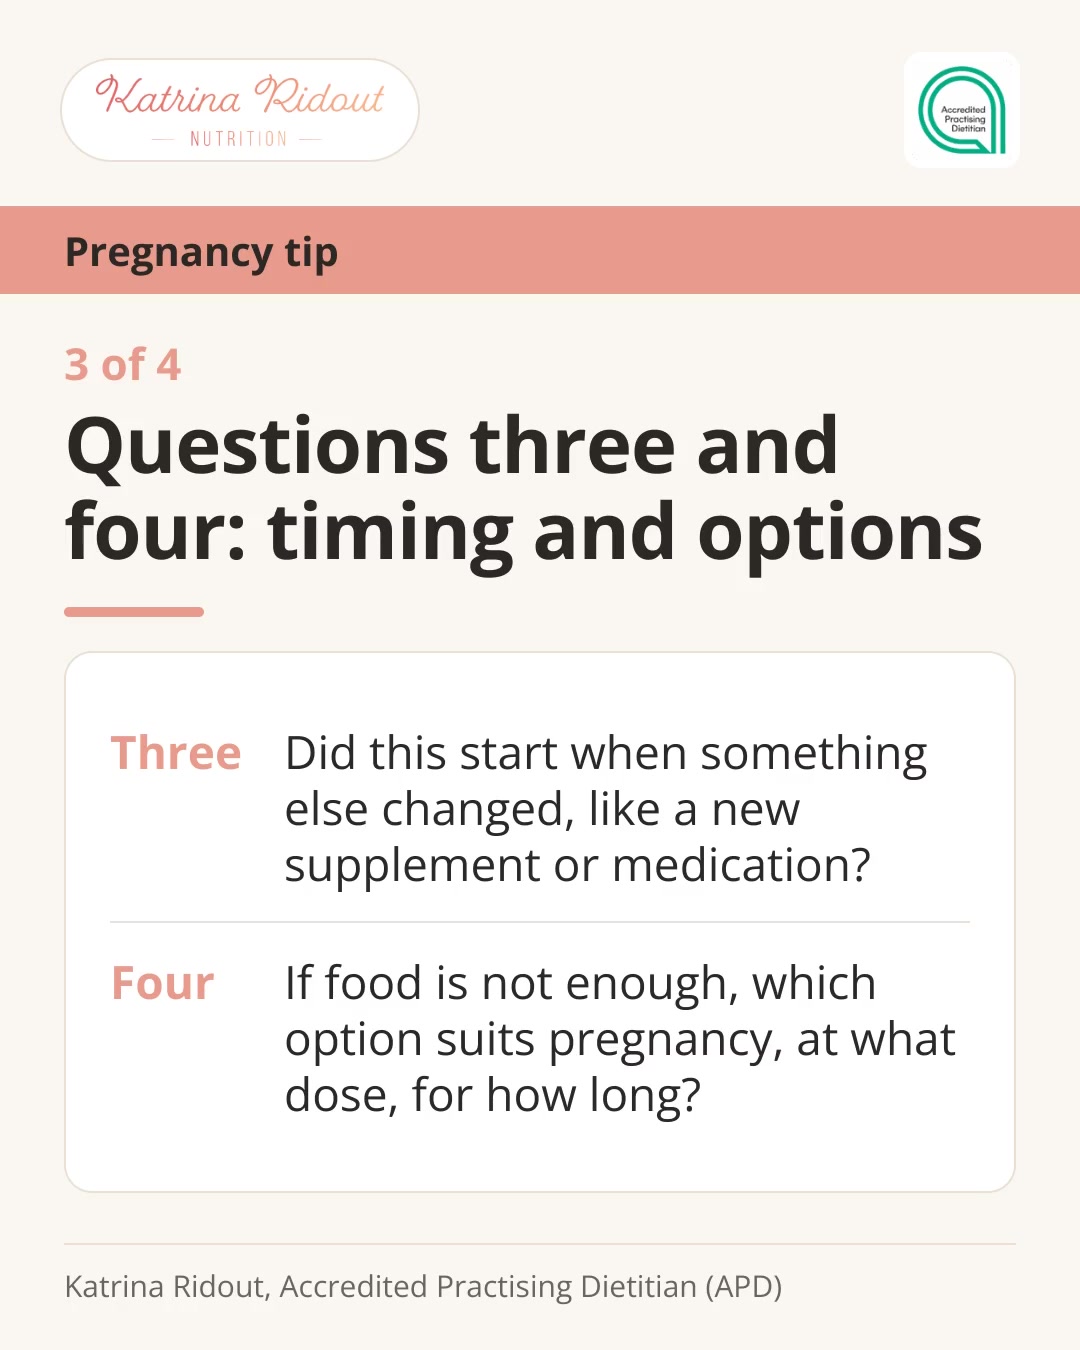 Katrina Ridout
NUTRITION
Accredited
Practising
Dietitian
Pregnancy tip
3 of 4
Questions three and
four: timing and options
Three
Did this start when something
else changed, like a new
supplement or medication?
Four
If food is not enough, which
option suits pregnancy, at what
dose, for how long?
Katrina Ridout, Accredited Practising Dietitian (APD)